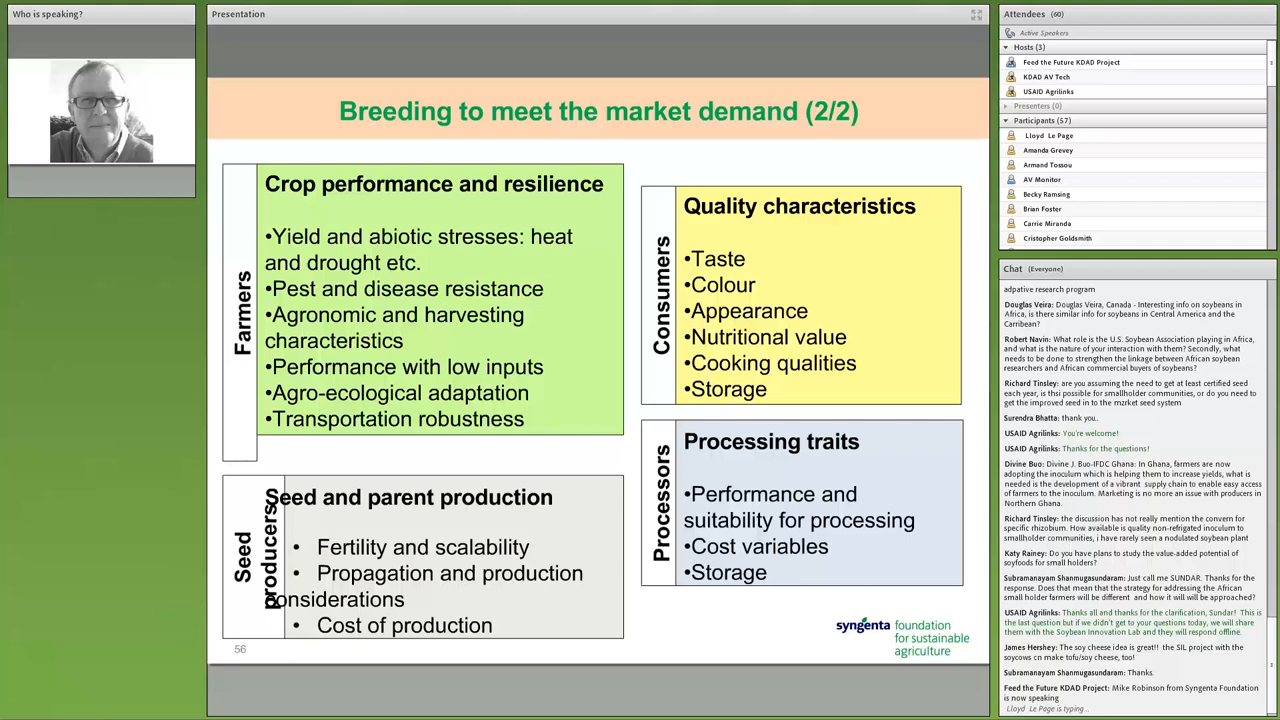 Who is speaking?
Presentation
Breeding to meet the market demand (2/2)
Farmers
Crop performance and resilience
•Yield and abiotic stresses: heat
and drought etc.
•Pest and disease resistance
•Agronomic and harvesting
characteristics
•Performance with low inputs
•Agro-ecological adaptation
•Transportation robustness
Consumers
Quality characteristics
•Taste
•Colour
•Appearance
•Nutritional value
•Cooking qualities
•Storage
Seed
producers
Seed and parent production
• Fertility and scalability
• Propagation and production
considerations
• Cost of production
Processors
Processing traits
•Performance and
suitability for processing
•Cost variables
•Storage
56
syngenta foundation
for sustainable
agriculture
Attendees (60)
Active Speakers
Hosts (3)
Feed the Future KDAD Project
KDAD AV Tech
USAID Agrilinks
Presenters (0)
Participants (57)
Lloyd Le Page
Amanda Grevey
Armand Tossou
AV Monitor
Becky Ramsing
Brian Foster
Carrie Miranda
Cristopher Goldsmith
Chat (Everyone)
adpative research program
Douglas Veira: Douglas Veira, Canada - Interesting info on soybeans in
Africa, is there similar info for soybeans in Central America and the
Carribean?
Robert Navin: What role is the U.S. Soybean Association playing in Africa,
and what is the nature of your interaction with them? Secondly, what
needs to be done to strengthen the linkage between African soybean
researchers and African commercial buyers of soybeans?
Richard Tinsley: are you assuming the need to get at least certified seed
each year, is thsi possible for smallholder communities, or do you need to
get the improved seed in to the mzrket seed system
Surendra Bhatta: thank you..
USAID Agrilinks: You're welcome!
USAID Agrilinks: Thanks for the questions!
Divine Buo: Divine J. Buo-IFDC Ghana: In Ghana, farmers are now
adopting the inoculum which is helping them to increase yields, what is
needed is the development of a vibrant supply chain to enable easy access
of farmers to the inoculum. Marketing is no more an issue with producers in
Northern Ghana.
Richard Tinsley: the discussion has not really mention the convern for
specific rhizobium. How available is quality non-refrigated inoculum to
smallholder communities, i have rarely seen a nodulated soybean plant
Katy Rainey: Do you have plans to study the value-added potential of
soyfoods for small holders?
Subramanayam Shanmugasundaram: Just call me SUNDAR. Thanks for the
response. Does that mean that the strategy for addressing the African
small holder farmers will be different and how it will will be approached?
USAID Agrilinks: Thanks all and thanks for the clarification, Sundar! This is
the last question but if we didn't get to your questions today, we will share
them with the Soybean Innovation Lab and they will respond offline.
James Hershey: The soy cheese idea is great!! the SIL project with the
soycows cn make tofu/soy cheese, too!
Subramanayam Shanmugasundaram: Thanks.
Feed the Future KDAD Project: Mike Robinson from Syngenta Foundation
is now speaking
Lloyd Le Page is typing...